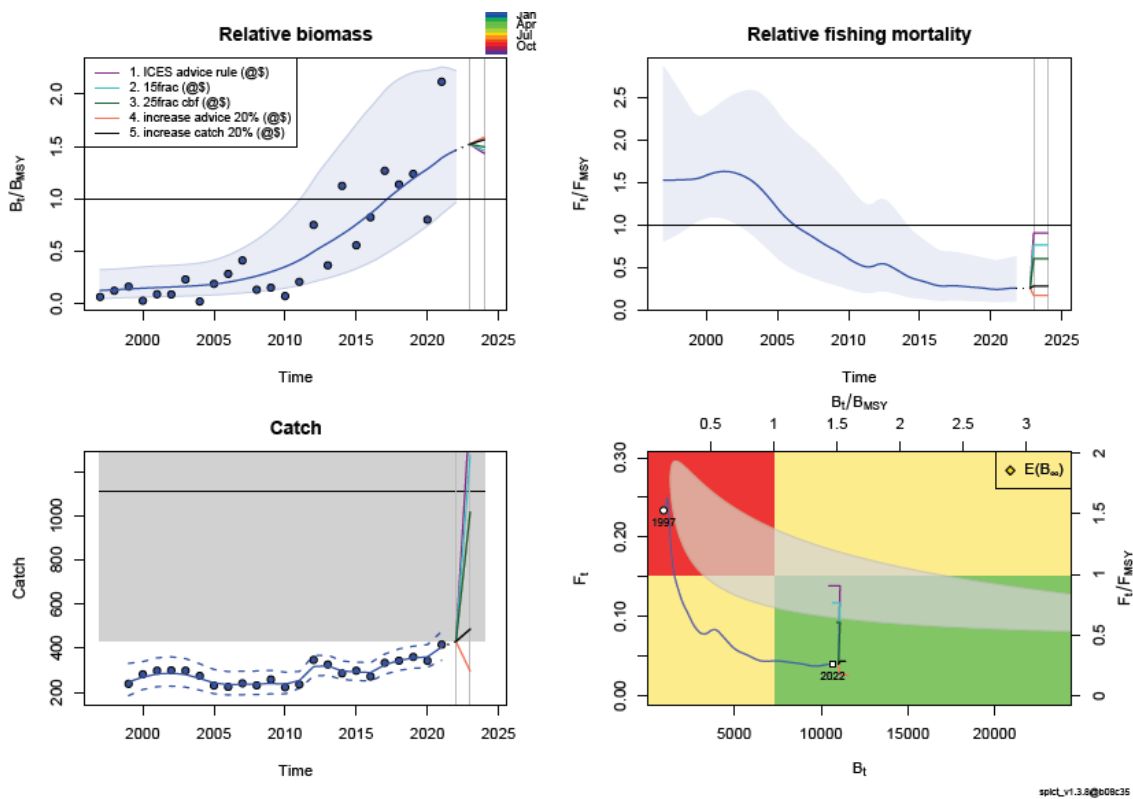 Relative biomass
Jan
Apr
Jul
Oct
1. ICES advice rule (@$)
2. 15frac (@$)
3. 25frac cbf (@$)
4. increase advice 20% (@$)
5. increase catch 20% (@$)
Bt/BMSY
0.0 0.5 1.0 1.5 2.0
2000 2005 2010 2015 2020 2025
Time
Relative fishing mortality
Ft/FMSY
0.0 0.5 1.0 1.5 2.0 2.5
2000 2005 2010 2015 2020 2025
Time
Catch
Catch
200 400 600 800 1000
2000 2005 2010 2015 2020 2025
Time
Bt/BMSY
0.5 1 1.5 2 2.5 3
E(B∞)
1997
2022
Ft
0.00 0.10 0.20 0.30
Ft/FMSY
0 0.5 1 1.5 2
5000 10000 15000 20000
Bt
spict_v1.3.8@b08c35